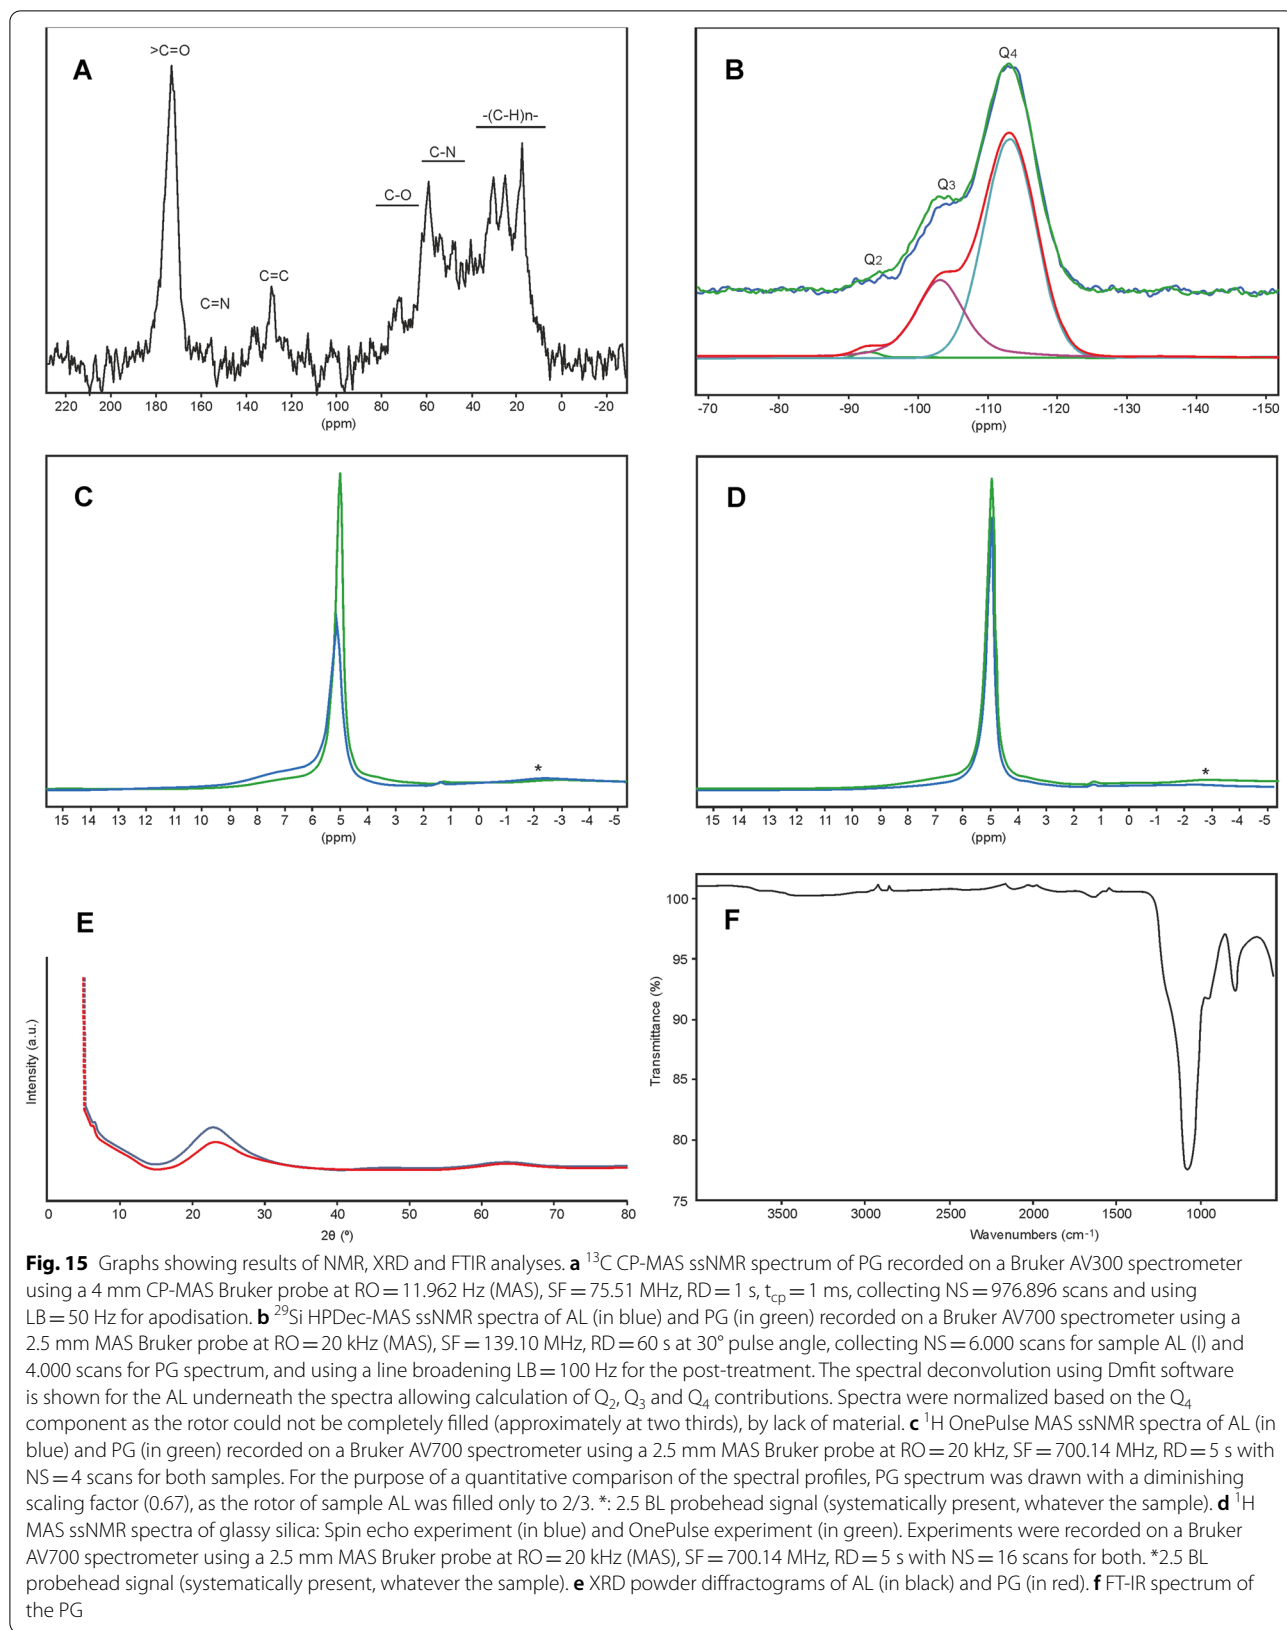 A
>C=O
C=N
C=C
C-O
C-N
-(C-H)n-
220 200 180 160 140 120 100 80 60 40 20 0 -20
(ppm)
B
Q2
Q3
Q4
-70 -80 -90 -100 -110 -120 -130 -140 -150
(ppm)
C
*
15 14 13 12 11 10 9 8 7 6 5 4 3 2 1 0 -1 -2 -3 -4 -5
(ppm)
D
*
15 14 13 12 11 10 9 8 7 6 5 4 3 2 1 0 -1 -2 -3 -4 -5
(ppm)
E
Intensity (a.u.)
0 10 20 30 40 50 60 70 80
2θ (º)
F
Transmittance (%)
100
95
90
85
80
75
3500 3000 2500 2000 1500 1000
Wavenumbers (cm-1)
Fig. 15 Graphs showing results of NMR, XRD and FTIR analyses. a ¹³C CP-MAS ssNMR spectrum of PG recorded on a Bruker AV300 spectrometer
using a 4 mm CP-MAS Bruker probe at RO = 11.962 Hz (MAS), SF = 75.51 MHz, RD = 1 s, tcp = 1 ms, collecting NS = 976.896 scans and using
LB = 50 Hz for apodisation. b ²⁹Si HPDec-MAS ssNMR spectra of AL (in blue) and PG (in green) recorded on a Bruker AV700 spectrometer using a
2.5 mm MAS Bruker probe at RO = 20 kHz (MAS), SF = 139.10 MHz, RD = 60 s at 30° pulse angle, collecting NS = 6.000 scans for sample AL (l) and
4.000 scans for PG spectrum, and using a line broadening LB = 100 Hz for the post-treatment. The spectral deconvolution using Dmfit software
is shown for the AL underneath the spectra allowing calculation of Q₂, Q₃ and Q₄ contributions. Spectra were normalized based on the Q₄
component as the rotor could not be completely filled (approximately at two thirds), by lack of material. c ¹H OnePulse MAS ssNMR spectra of AL (in
blue) and PG (in green) recorded on a Bruker AV700 spectrometer using a 2.5 mm MAS Bruker probe at RO = 20 kHz, SF = 700.14 MHz, RD = 5 s with
NS = 4 scans for both samples. For the purpose of a quantitative comparison of the spectral profiles, PG spectrum was drawn with a diminishing
scaling factor (0.67), as the rotor of sample AL was filled only to 2/3. *: 2.5 BL probehead signal (systematically present, whatever the sample). d ¹H
MAS ssNMR spectra of glassy silica: Spin echo experiment (in blue) and OnePulse experiment (in green). Experiments were recorded on a Bruker
AV700 spectrometer using a 2.5 mm MAS Bruker probe at RO = 20 kHz (MAS), SF = 700.14 MHz, RD = 5 s with NS = 16 scans for both. *2.5 BL
probehead signal (systematically present, whatever the sample). e XRD powder diffractograms of AL (in black) and PG (in red). f FT-IR spectrum of
the PG